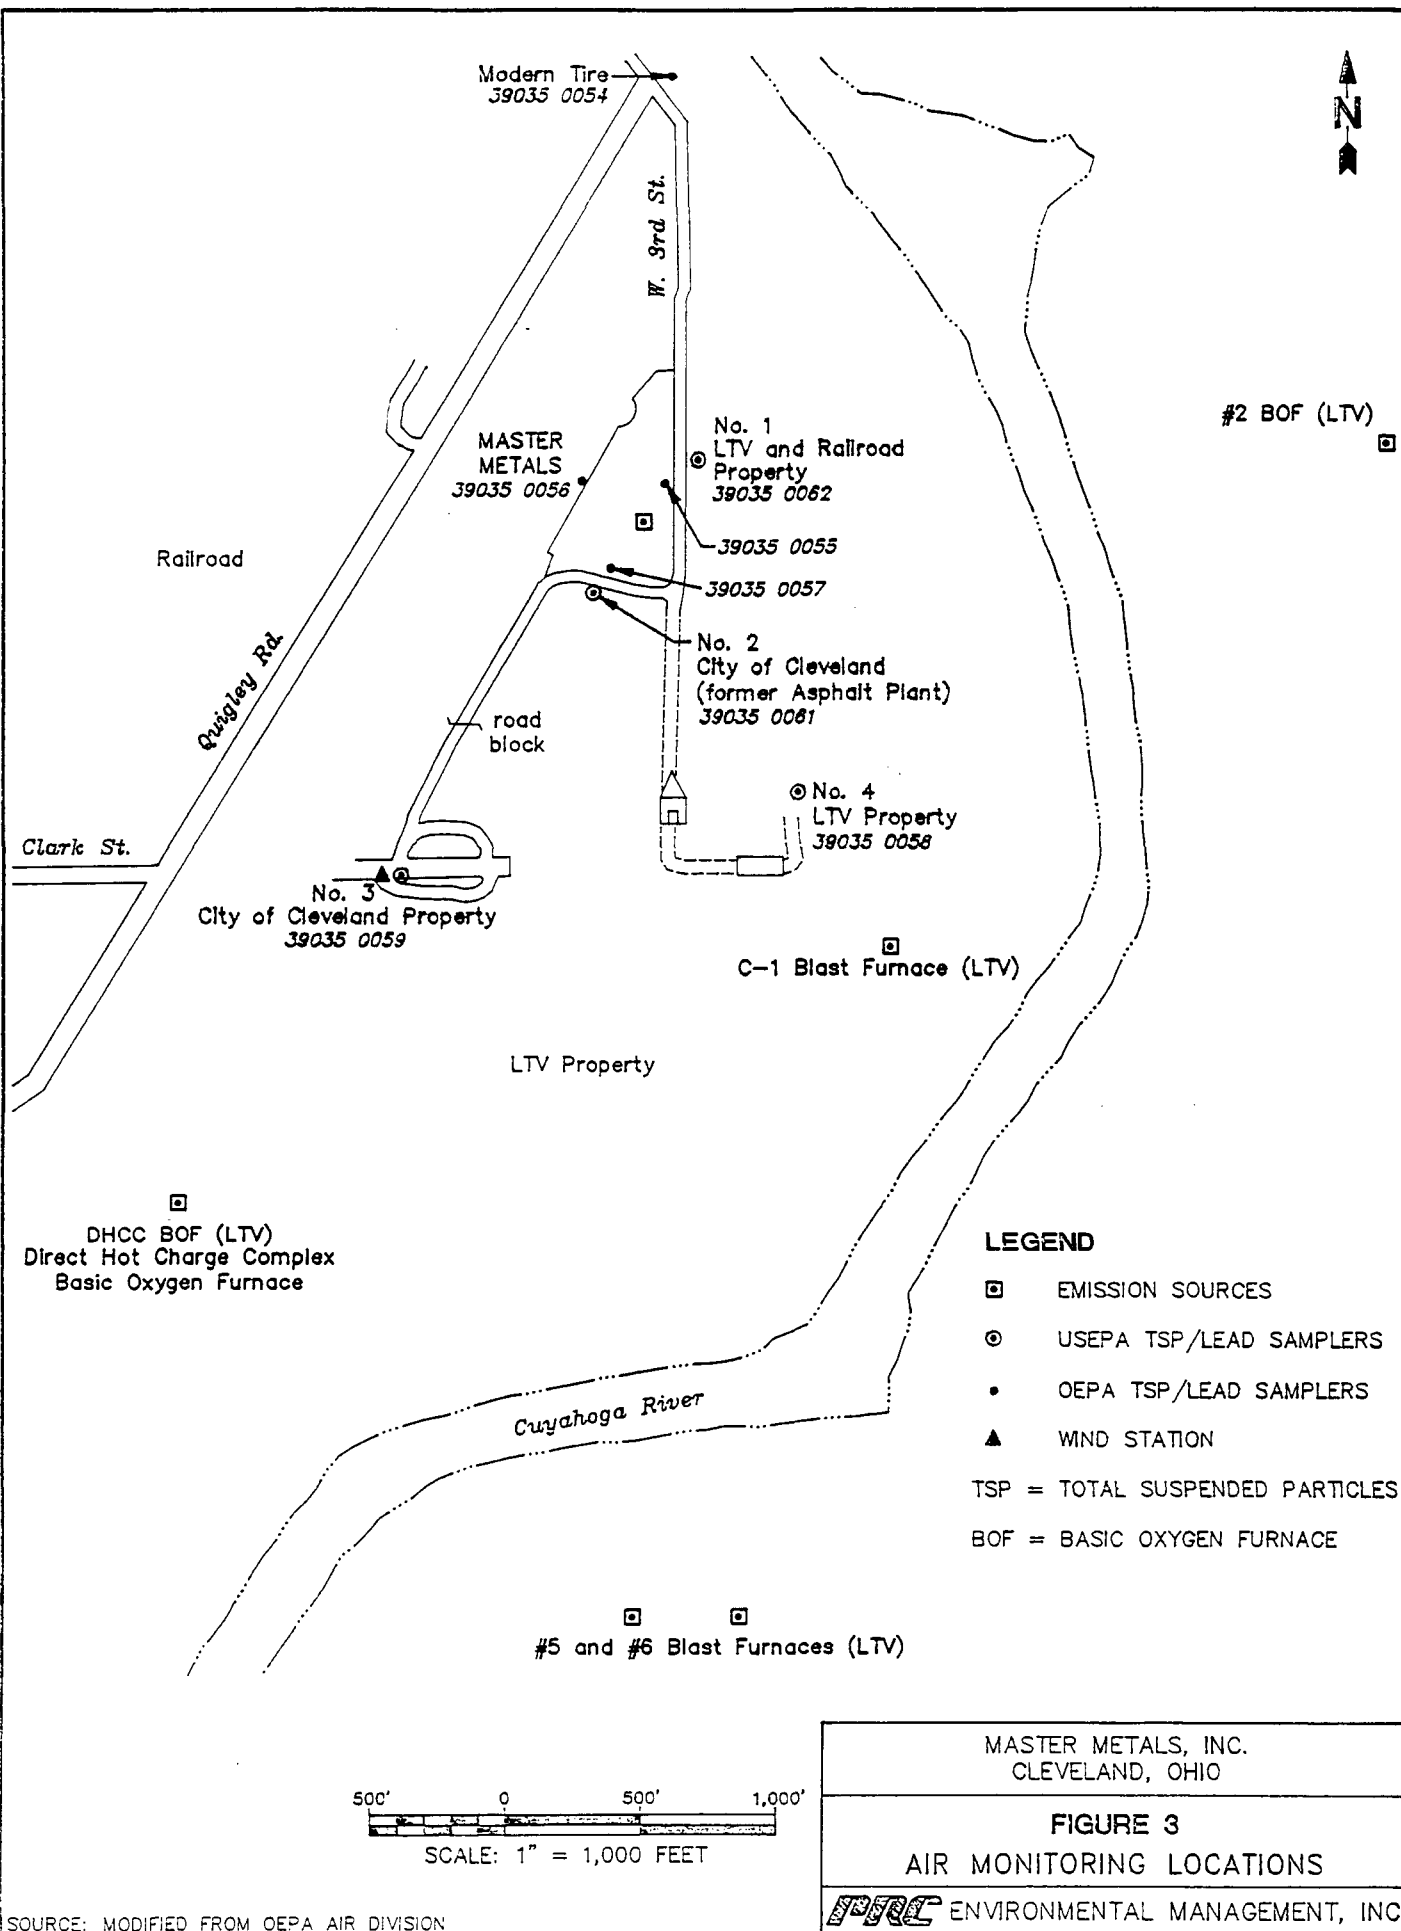 Modern Tire
39035 0054
N
W. 3rd St.
#2 BOF (LTV)
No. 1
LTV and Railroad
Property
39035 0062
MASTER
METALS
39035 0056
39035 0055
Railroad
39035 0057
Quigley Rd.
No. 2
City of Cleveland
(former Asphalt Plant)
39035 0061
road
block
No. 4
LTV Property
39035 0058
Clark St.
No. 3
City of Cleveland Property
39035 0059
C-1 Blast Furnace (LTV)
LTV Property
DHCC BOF (LTV)
Direct Hot Charge Complex
Basic Oxygen Furnace
LEGEND
EMISSION SOURCES
USEPA TSP/LEAD SAMPLERS
OEPA TSP/LEAD SAMPLERS
WIND STATION
TSP = TOTAL SUSPENDED PARTICLES
BOF = BASIC OXYGEN FURNACE
Cuyahoga River
#5 and #6 Blast Furnaces (LTV)
500' 0 500' 1,000'
SCALE: 1" = 1,000 FEET
MASTER METALS, INC.
CLEVELAND, OHIO
FIGURE 3
AIR MONITORING LOCATIONS
PRC ENVIRONMENTAL MANAGEMENT, INC
SOURCE: MODIFIED FROM OEPA AIR DIVISION